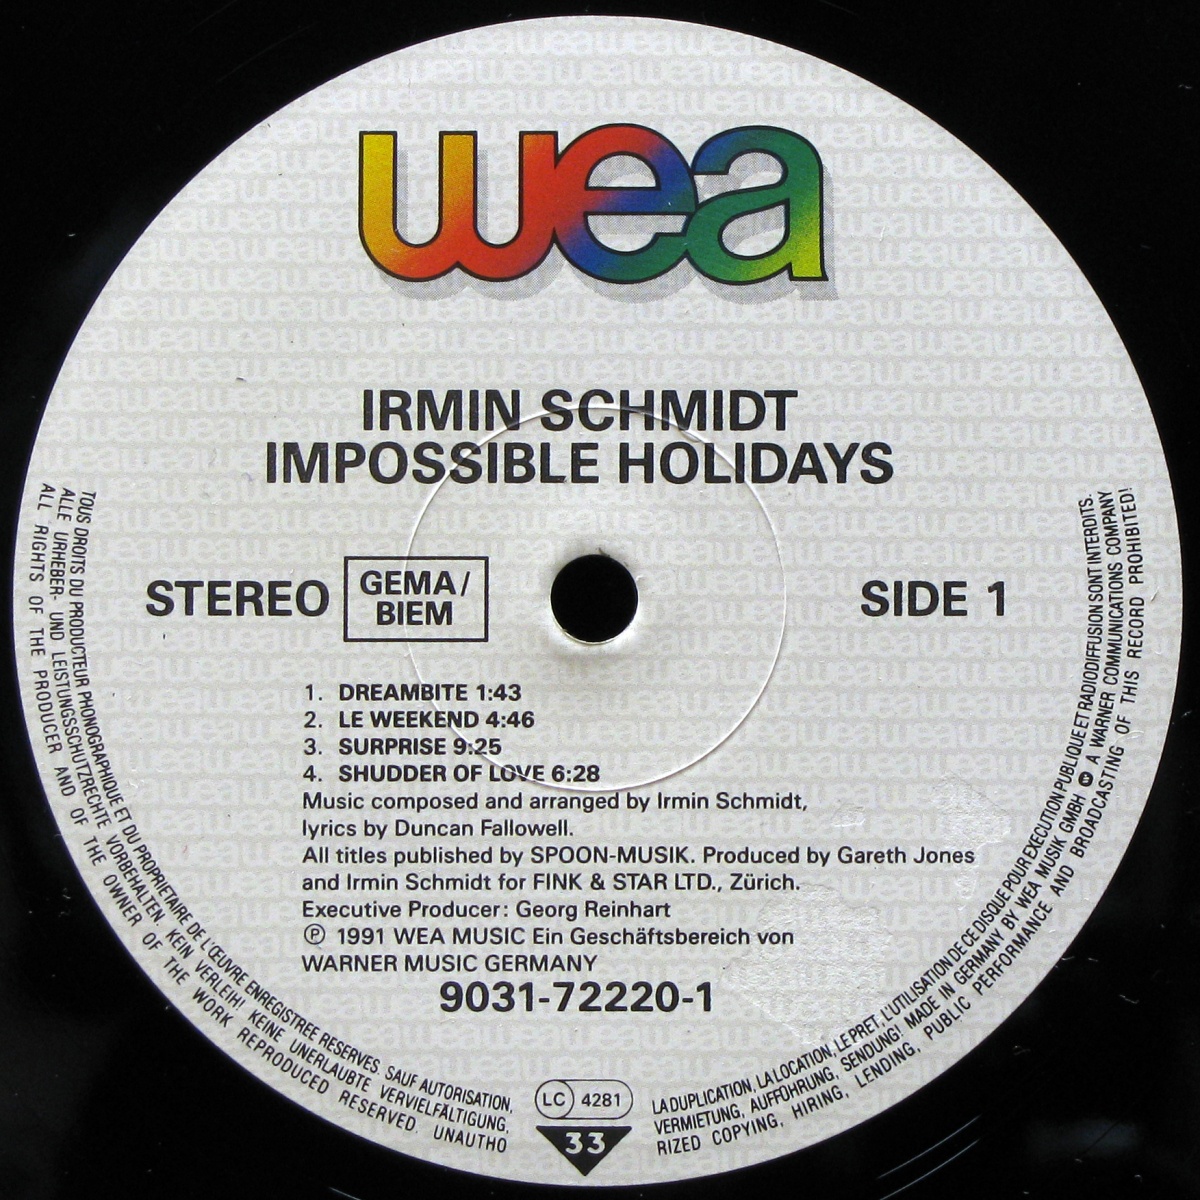 wea
IRMIN SCHMIDT
IMPOSSIBLE HOLIDAYS
STEREO
GEMA/
BIEM
SIDE 1
1. DREAMBITE 1:43
2. LE WEEKEND 4:46
3. SURPRISE 9:25
4. SHUDDER OF LOVE 6:28
Music composed and arranged by Irmin Schmidt,
lyrics by Duncan Fallowell.
All titles published by SPOON-MUSIK. Produced by Gareth Jones
and Irmin Schmidt for FINK & STAR LTD., Zürich.
Executive Producer: Georg Reinhart
Ⓟ 1991 WEA MUSIC Ein Geschäftsbereich von
WARNER MUSIC GERMANY
9031-72220-1
LC 4281
33
TOUS DROITS DU PRODUCTEUR PHONOGRAPHIQUE ET DU PROPRIETAIRE DE L'ŒUVRE ENREGISTREE RESERVES. SAUF AUTORISATION, LA DUPLICATION, LA LOCATION, LE PRET, L'UTILISATION DE CE DISQUE POUR EXECUTION PUBLIQUE ET RADIODIFFUSION SONT INTERDITS.
ALLE URHEBER- UND LEISTUNGSSCHUTZRECHTE VORBEHALTEN. KEIN VERLEIH! KEINE UNERLAUBTE VERVIELFÄLTIGUNG, VERMIETUNG, AUFFÜHRUNG, SENDUNG! MADE IN GERMANY BY WEA MUSIK GMBH A WARNER COMMUNICATIONS COMPANY
ALL RIGHTS OF THE PRODUCER AND OF THE OWNER OF THE WORK REPRODUCED RESERVED. UNAUTHORIZED COPYING, HIRING, LENDING, PUBLIC PERFORMANCE AND BROADCASTING OF THIS RECORD PROHIBITED!